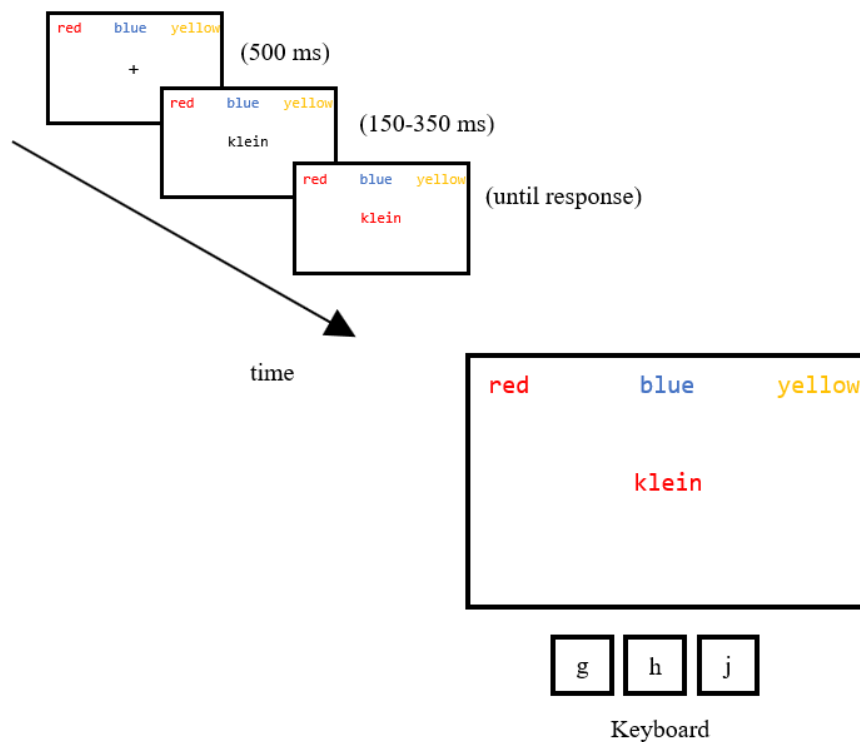 red blue yellow
+
(500 ms)
red blue yellow
klein
(150-350 ms)
red blue yellow
klein
(until response)
time
red blue yellow
klein
g h j
Keyboard